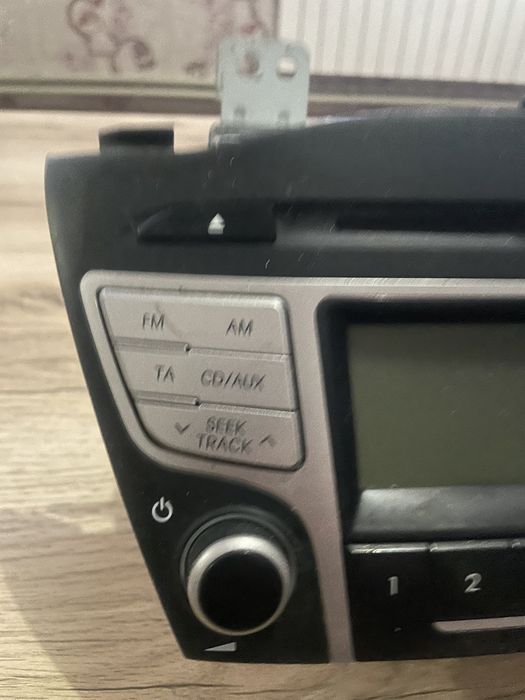 FM AM
TA CD/AUX
SEEK
TRACK
1 2